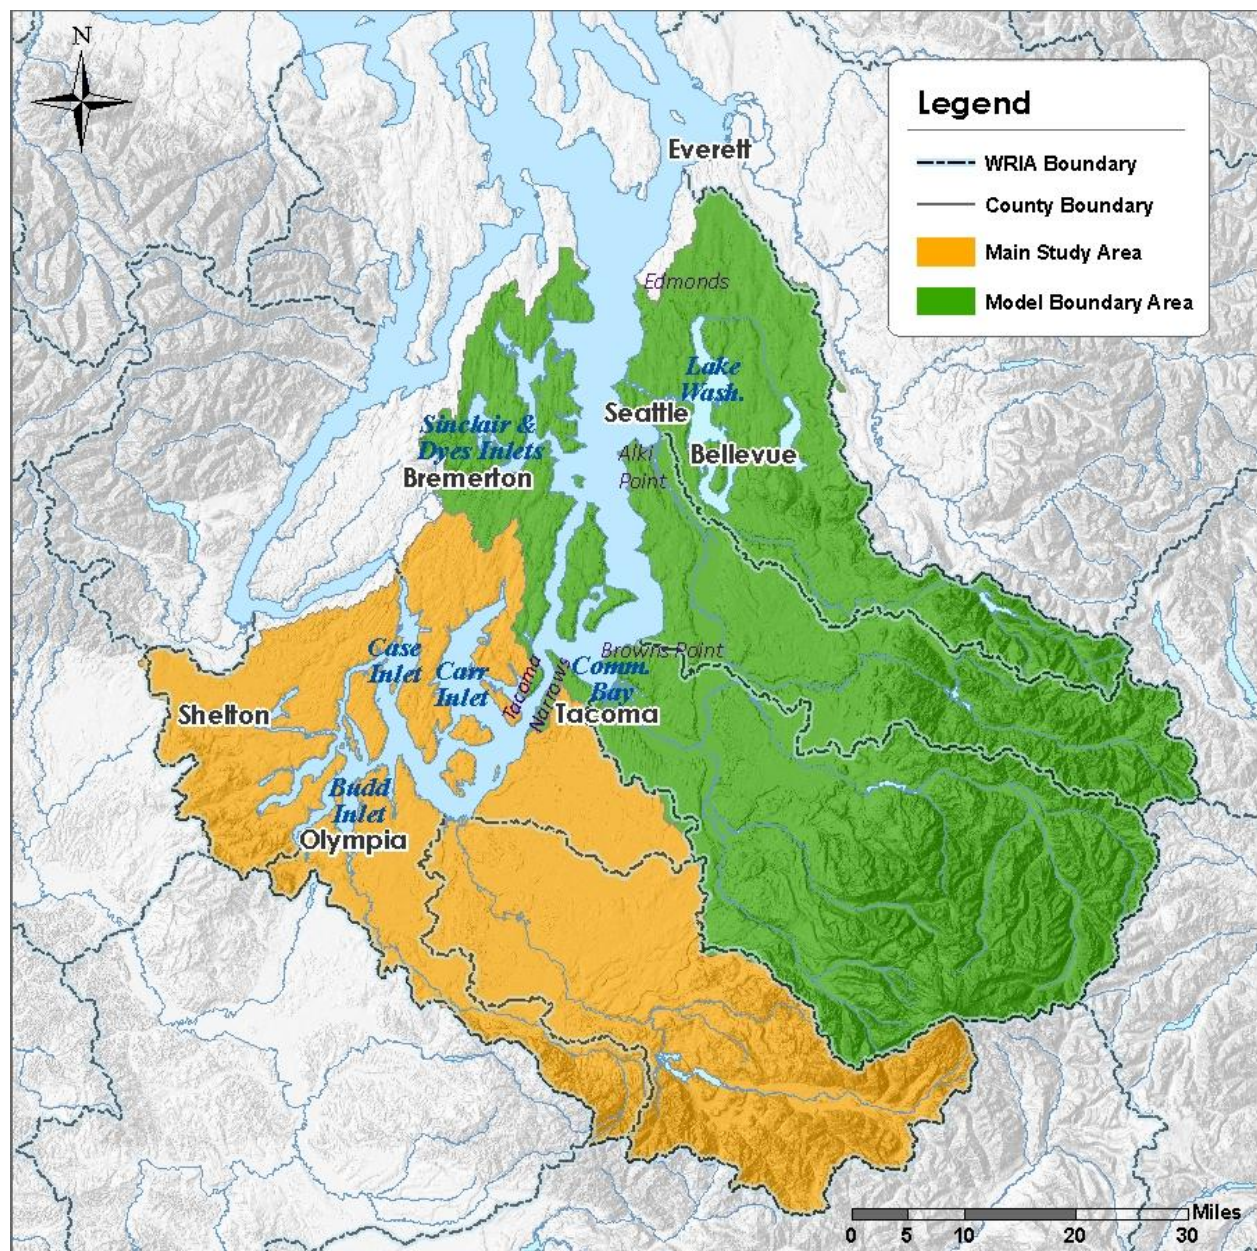 N
Legend
WRIA Boundary
County Boundary
Main Study Area
Model Boundary Area
Everett
Edmonds
Lake
Wash.
Seattle
Sinclair &
Dyes Inlets
Alki
Point
Bellevue
Bremerton
Case
Inlet
Carr
Inlet
Tacoma
Narrows
Browns Point
Comm.
Bay
Shelton
Tacoma
Budd
Inlet
Olympia
Miles
0 5 10 20 30